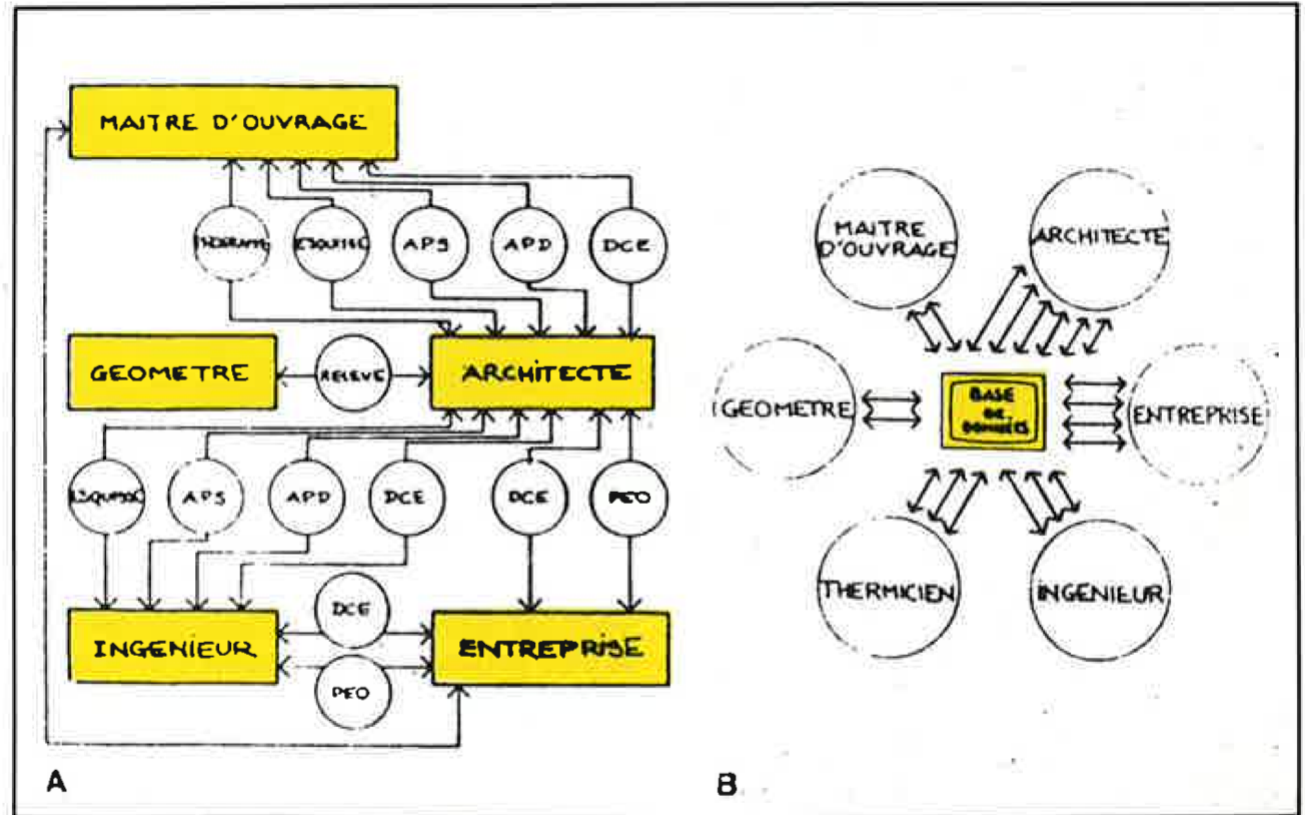 MAITRE D'OUVRAGE
ESQUISSE
APS
APD
DCE
GEOMETRE
RELEVE
ARCHITECTE
ESQUISSE
APS
APD
DCE
DCE
PEO
INGENIEUR
DCE
PEO
ENTREPRISE
A
MAITRE
D'OUVRAGE
ARCHITECTE
GEOMETRE
BASE
DE
DONNEES
ENTREPRISE
THERMICIEN
INGENIEUR
B